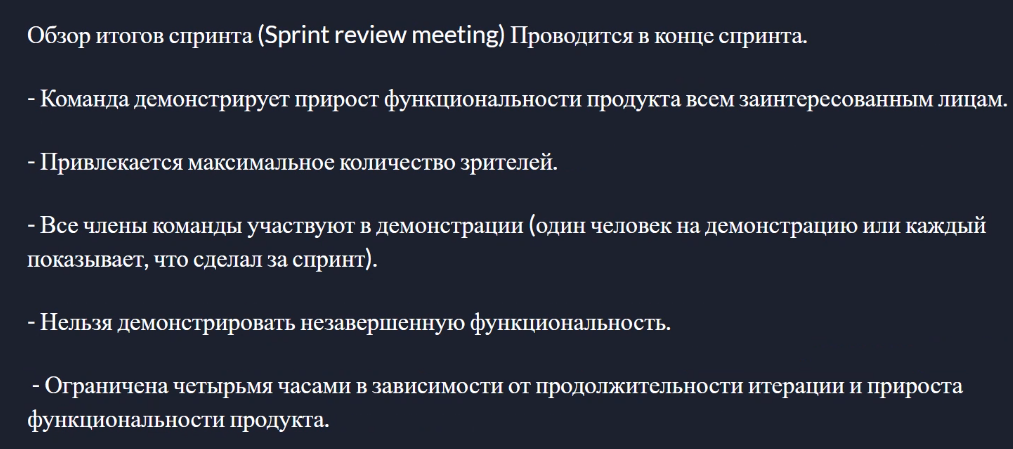 Обзор итогов спринта (Sprint review meeting) Проводится в конце спринта.
- Команда демонстрирует прирост функциональности продукта всем заинтересованным лицам.
- Привлекается максимальное количество зрителей.
- Все члены команды участвуют в демонстрации (один человек на демонстрацию или каждый
показывает, что сделал за спринт).
- Нельзя демонстрировать незавершенную функциональность.
- Ограничена четырьмя часами в зависимости от продолжительности итерации и прироста
функциональности продукта.